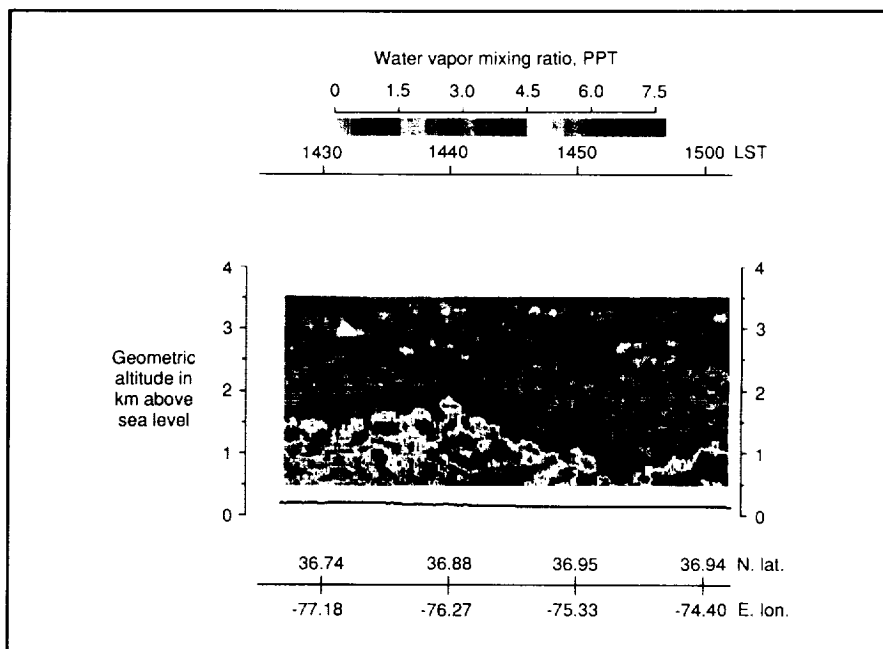 Water vapor mixing ratio, PPT
0 1.5 3.0 4.5 6.0 7.5
1430 1440 1450 1500 LST
4 4
3 3
Geometric
altitude in
km above
sea level
2 2
1 1
0 0
36.74 36.88 36.95 36.94 N. lat.
-77.18 -76.27 -75.33 -74.40 E. lon.